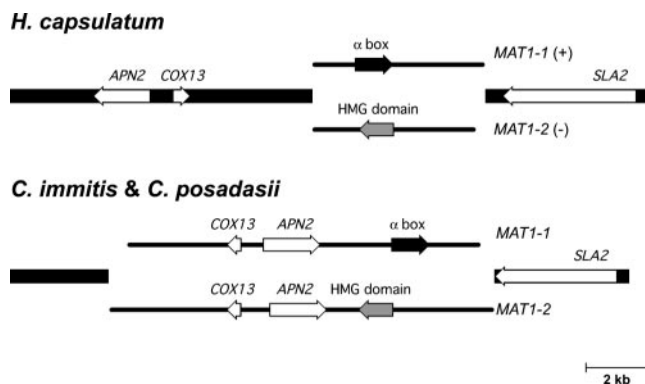 H. capsulatum
α box
MAT1-1 (+)
APN2 COX13
SLA2
HMG domain
MAT1-2 (-)
C. immitis & C. posadasii
COX13 APN2 α box
MAT1-1
SLA2
COX13 APN2 HMG domain
MAT1-2
2 kb